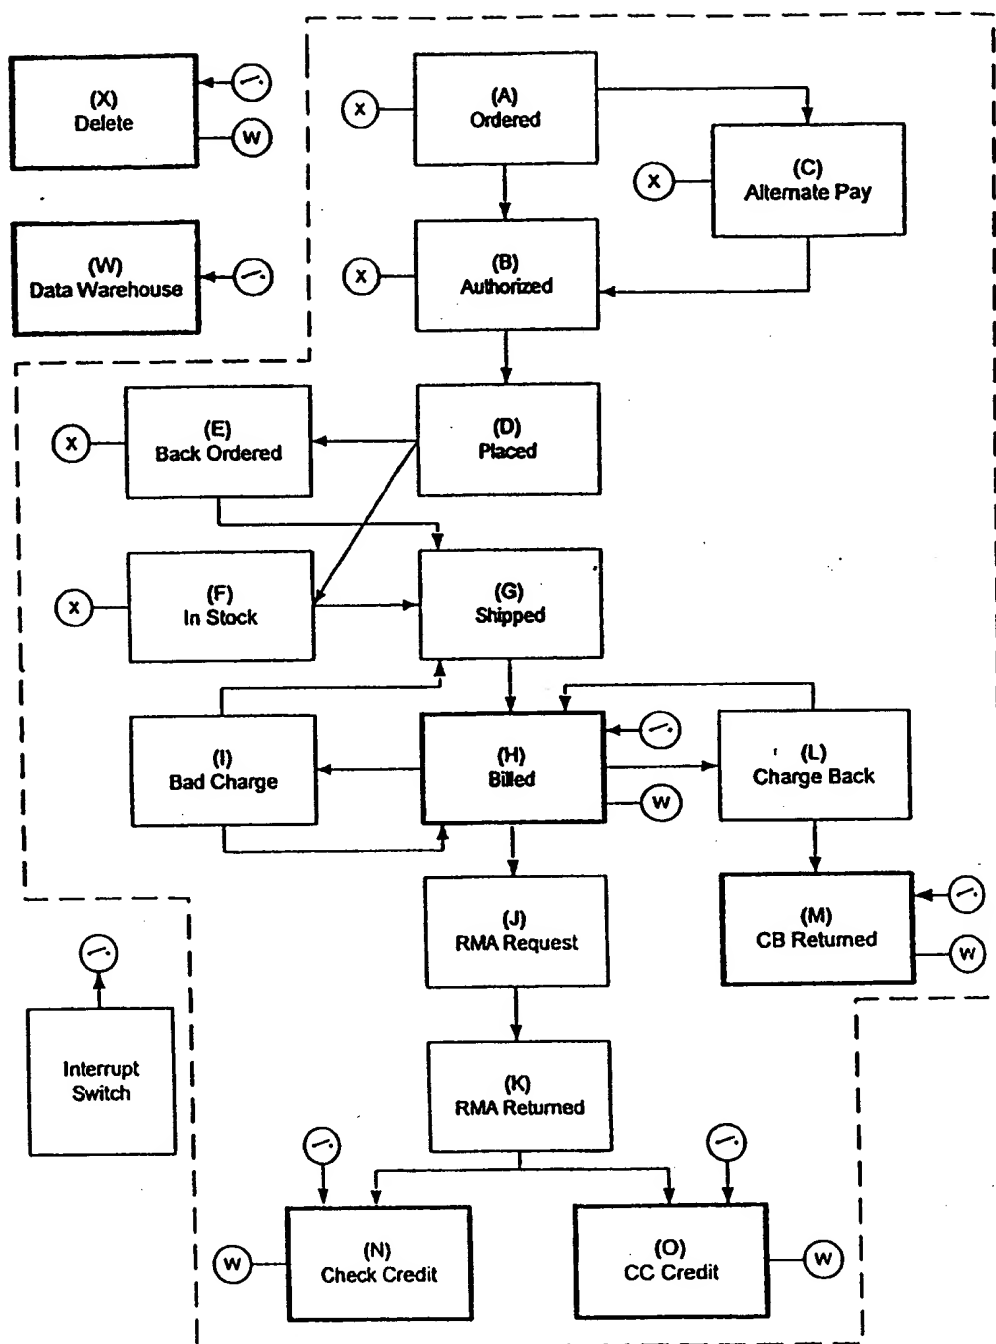 (X)
Delete
W
(W)
Data Warehouse
X
(A)
Ordered
X
(C)
Alternate Pay
X
(B)
Authorized
X
(E)
Back Ordered
(D)
Placed
X
(F)
In Stock
(G)
Shipped
(I)
Bad Charge
(H)
Billed
W
(L)
Charge Back
(J)
RMA Request
(M)
CB Returned
W
Interrupt
Switch
(K)
RMA Returned
W
(N)
Check Credit
(O)
CC Credit
W